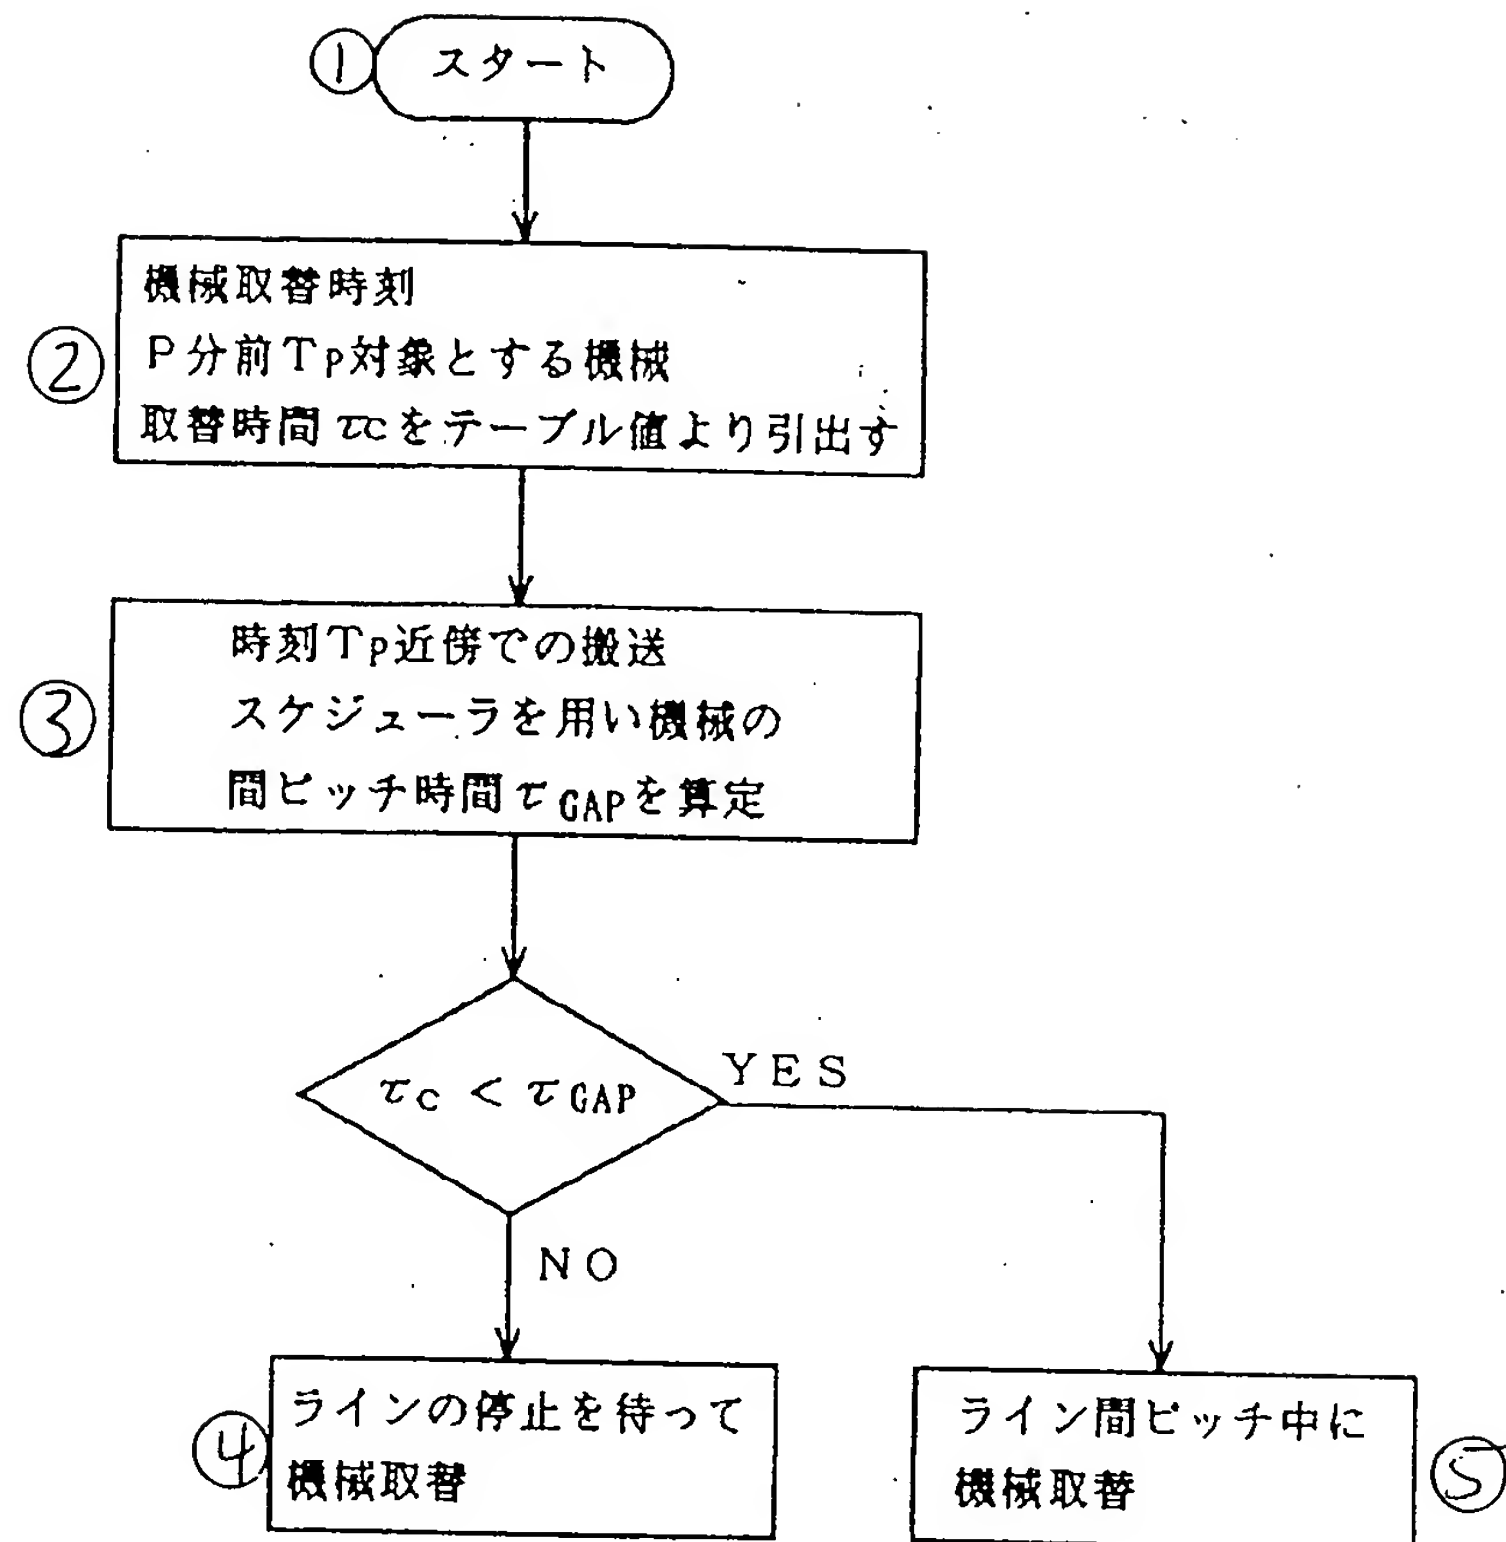 ① スタート
機械取替時刻
② P分前Tp対象とする機械
取替時間τcをテーブル値より引出す
時刻Tp近傍での搬送
③ スケジューラを用い機械の
間ピッチ時間τGAPを算定
τc < τGAP
YES
NO
ラインの停止を待って
④ 機械取替
ライン間ピッチ中に
機械取替 ⑤